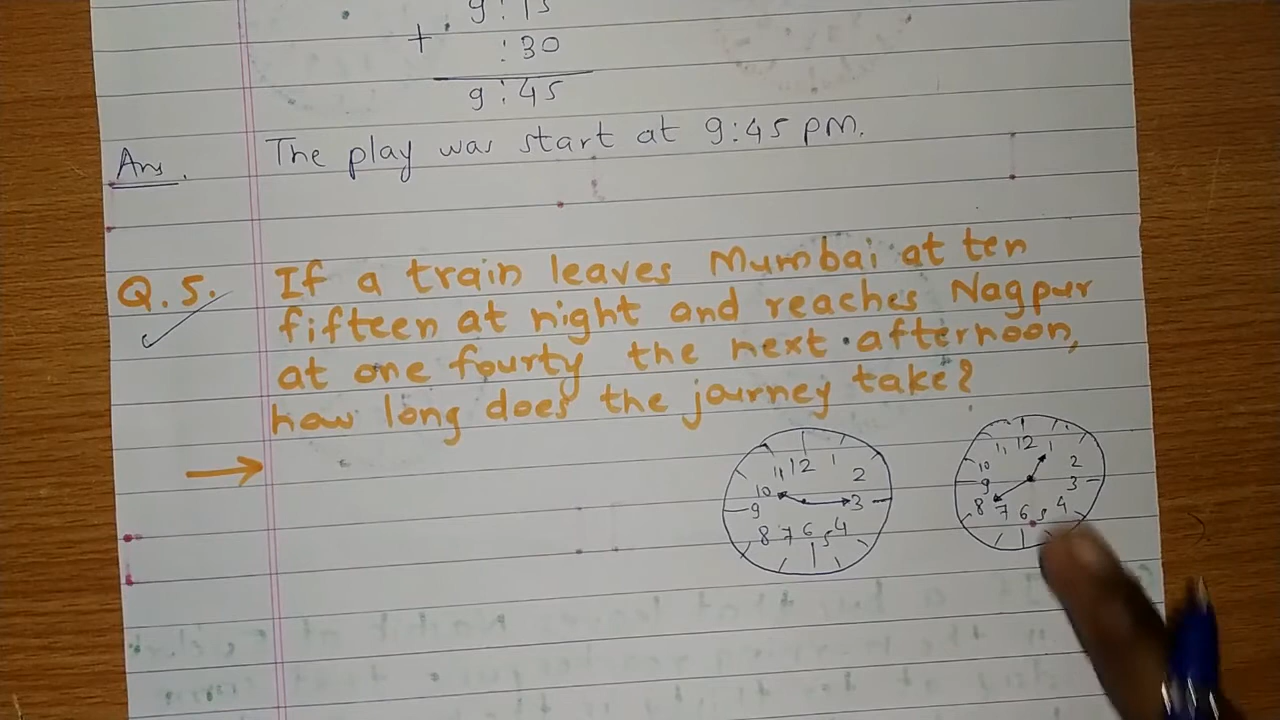 9:15
+ :30
9:45
Ans. The play was start at 9:45 pm.
Q.5. If a train leaves Mumbai at ten
fifteen at night and reaches Nagpur
at one fourty the next afternoon,
how long does the journey take?
12 1 2 3 4 5 6 7 8 9 10 11
12 1 2 3 4 5 6 7 8 9 10 11